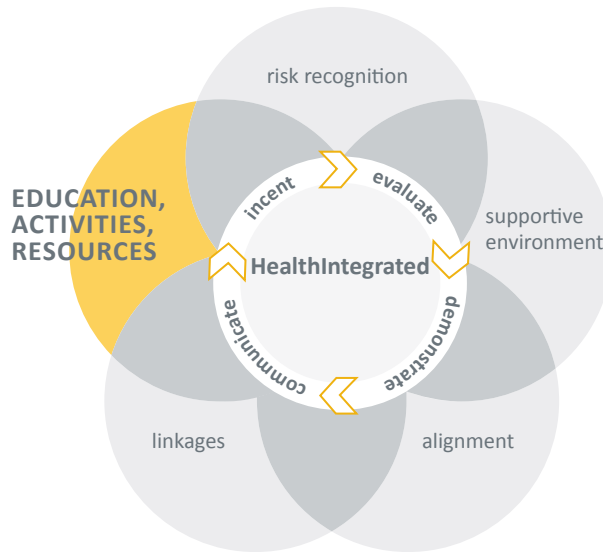 risk recognition
incent
evaluate
EDUCATION,
ACTIVITIES,
RESOURCES
supportive
environment
HealthIntegrated
communicate
demonstrate
linkages
alignment